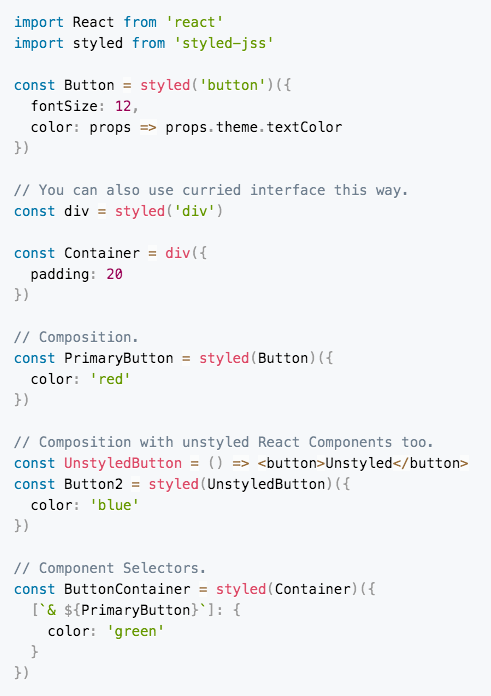 import React from 'react'
import styled from 'styled-jss'

const Button = styled('button')({
  fontSize: 12,
  color: props => props.theme.textColor
})

// You can also use curried interface this way.
const div = styled('div')

const Container = div({
  padding: 20
})

// Composition.
const PrimaryButton = styled(Button)({
  color: 'red'
})

// Composition with unstyled React Components too.
const UnstyledButton = () => <button>Unstyled</button>
const Button2 = styled(UnstyledButton)({
  color: 'blue'
})

// Component Selectors.
const ButtonContainer = styled(Container)({
  [`& ${PrimaryButton}`]: {
    color: 'green'
  }
})